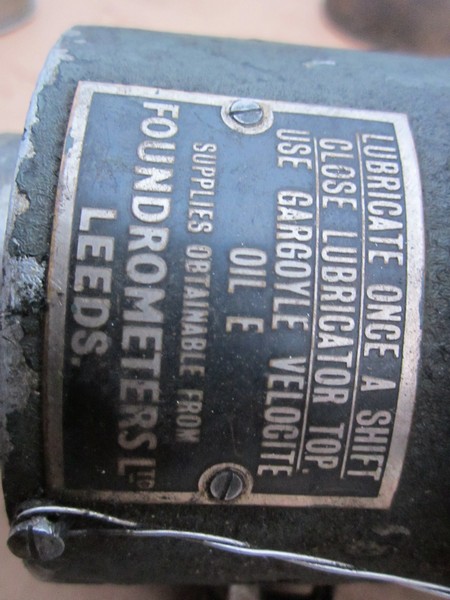 LUBRICATE ONCE A SHIFT
CLOSE LUBRICATOR TOP.
USE GARGOYLE VELOCITE
OIL E
SUPPLIES OBTAINABLE FROM
FOUNDROMETERS LTD
LEEDS.